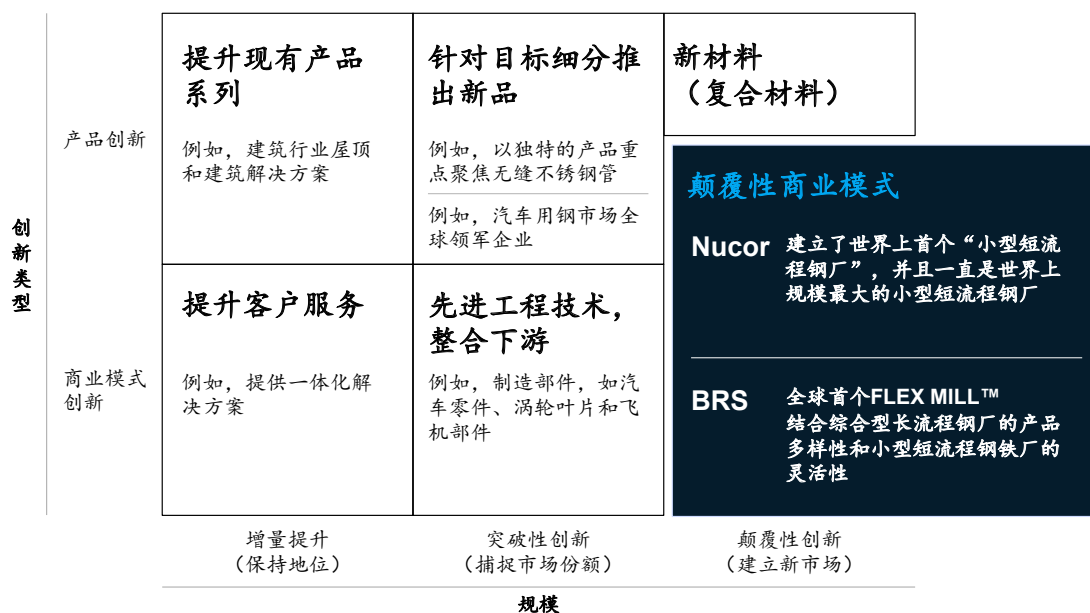 提升现有产品
系列
例如，建筑行业屋顶
和建筑解决方案
针对目标细分推
出新品
例如，以独特的产品重
点聚焦无缝不锈钢管
例如，汽车用钢市场全
球领军企业
新材料
（复合材料）
产品创新
创新类型
颠覆性商业模式
Nucor
建立了世界上首个“小型短流
程钢厂”，并且一直是世界上
规模最大的小型短流程钢厂
BRS
全球首个FLEX MILL™
结合综合型长流程钢厂的产品
多样性和小型短流程钢铁厂的
灵活性
商业模式
创新
提升客户服务
例如，提供一体化解
决方案
先进工程技术，
整合下游
例如，制造部件，如汽
车零件、涡轮叶片和飞
机部件
增量提升
（保持地位）
突破性创新
（捕捉市场份额）
颠覆性创新
（建立新市场）
规模